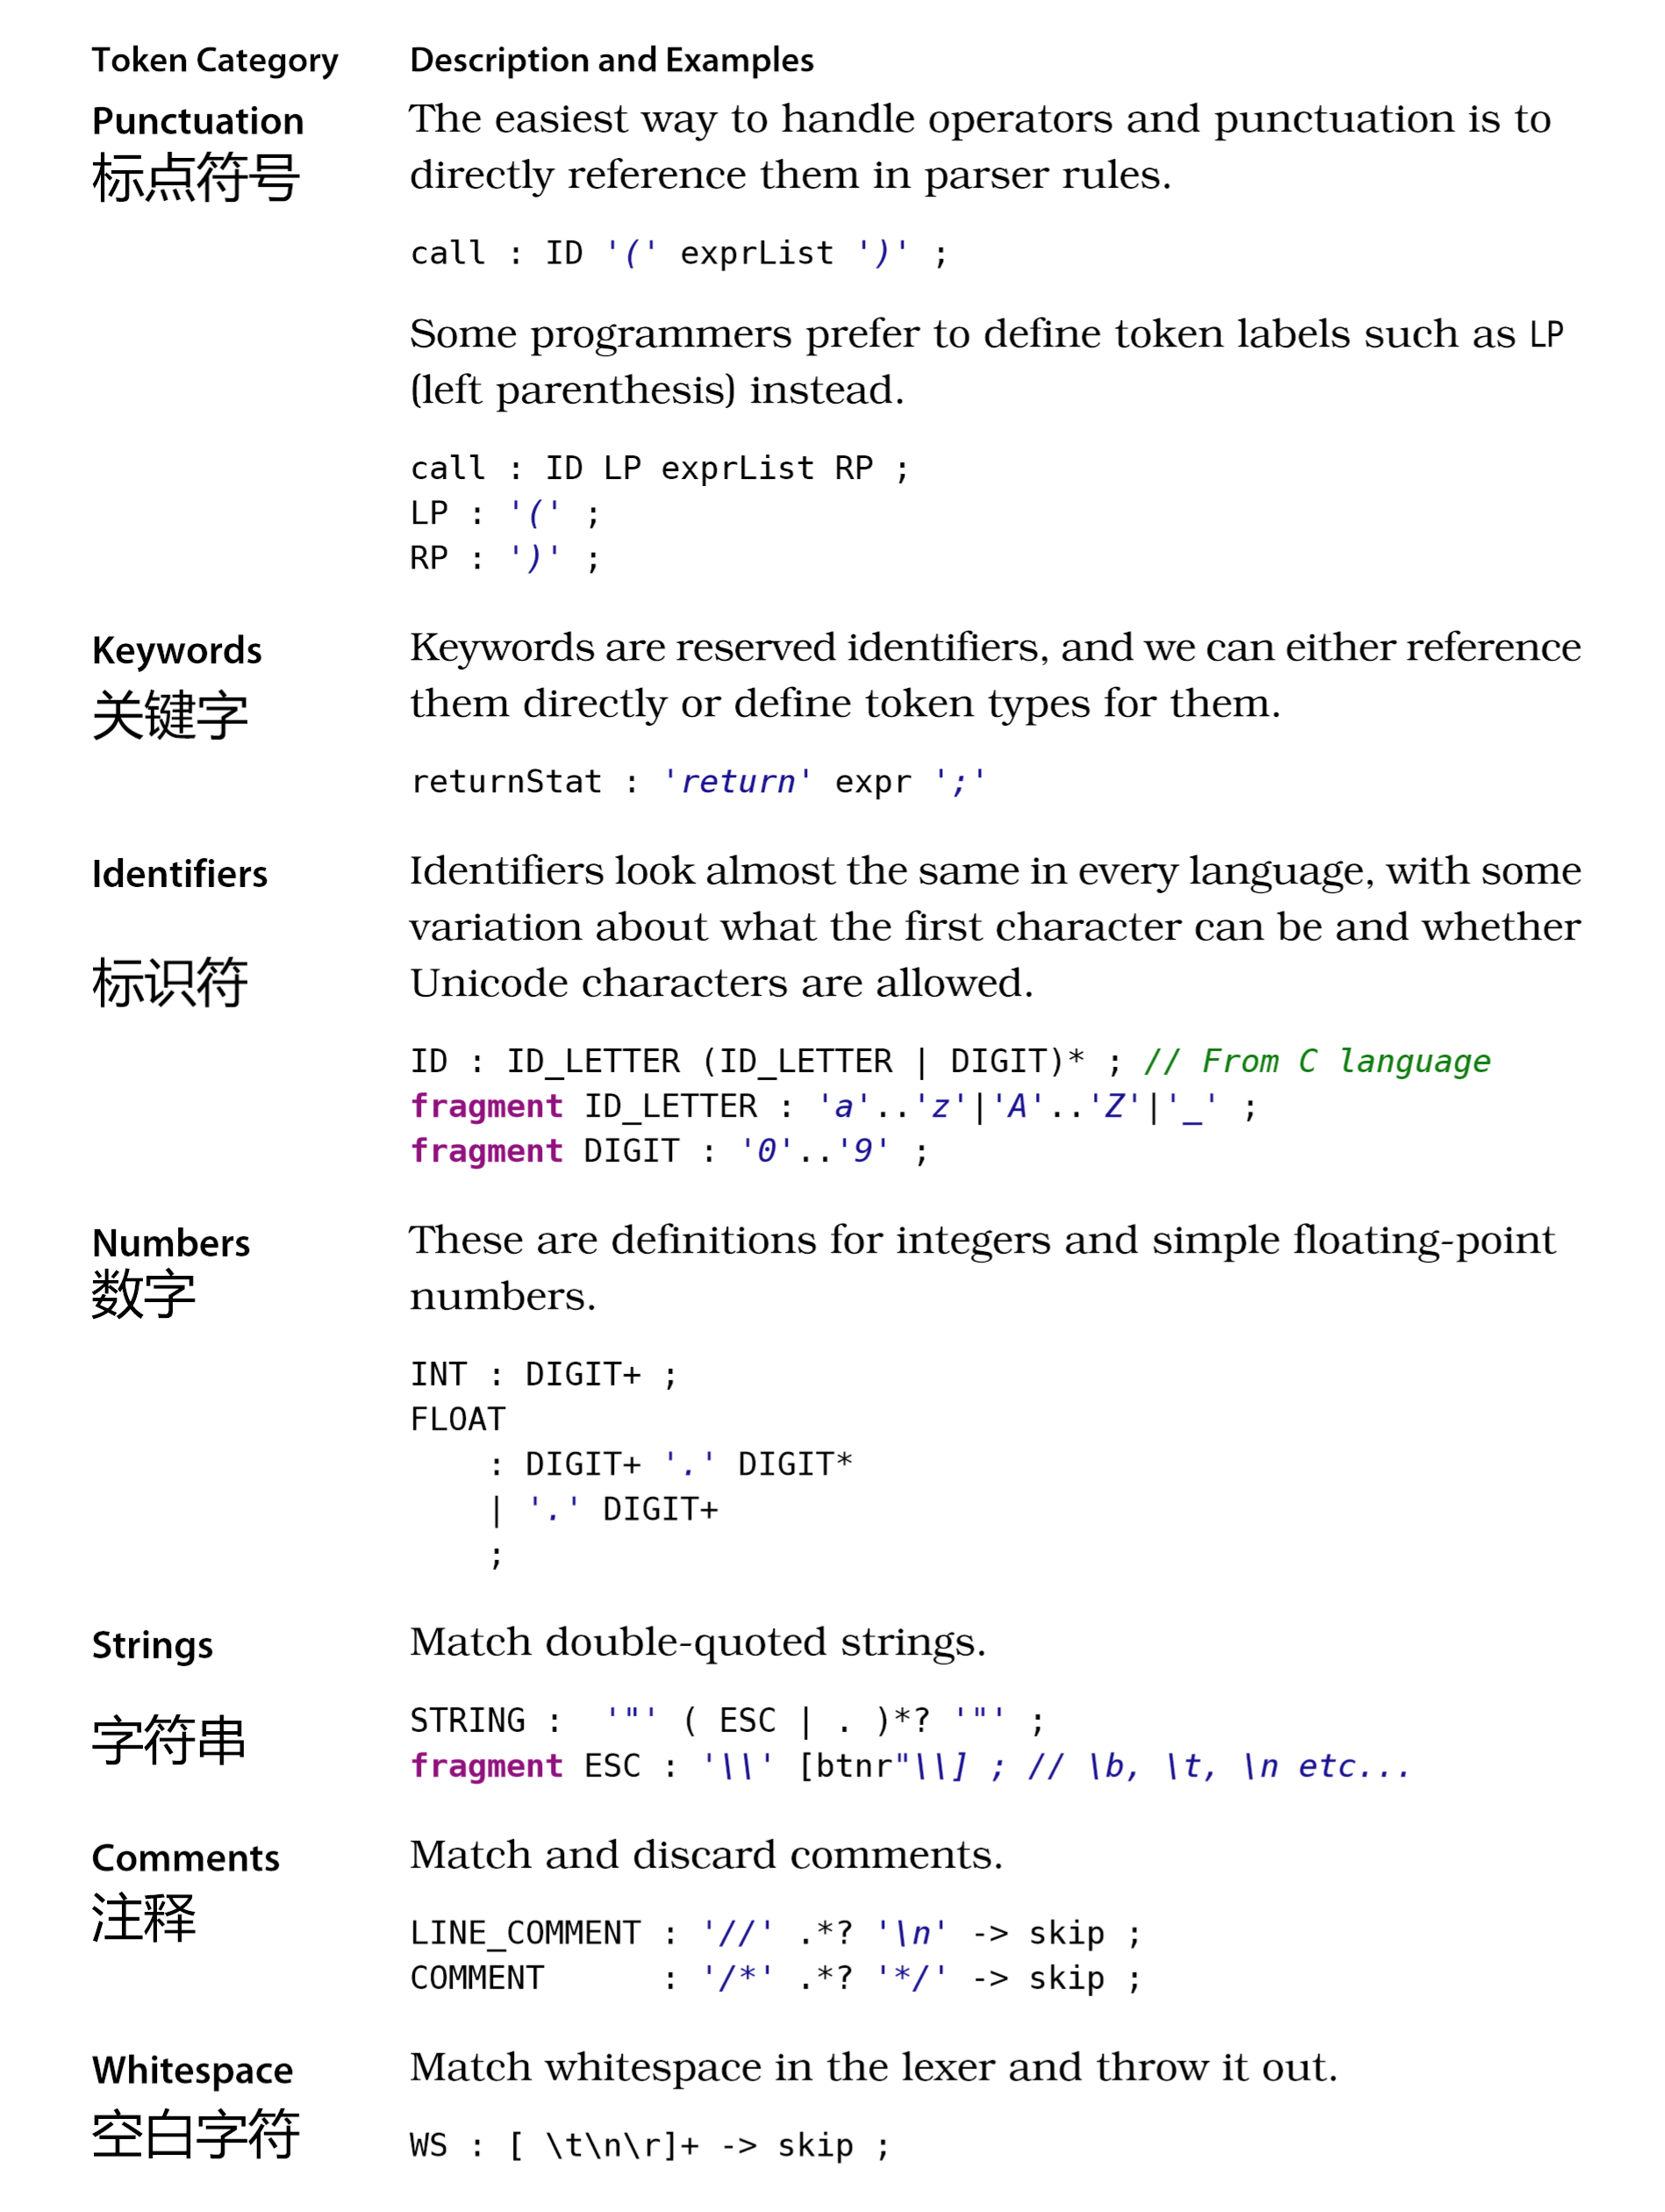 Token Category Description and Examples
Punctuation The easiest way to handle operators and punctuation is to
标点符号 directly reference them in parser rules.
call : ID '(' exprList ')' ;
Some programmers prefer to define token labels such as LP
(left parenthesis) instead.
call : ID LP exprList RP ;
LP : '(' ;
RP : ')' ;
Keywords Keywords are reserved identifiers, and we can either reference
关键字 them directly or define token types for them.
returnStat : 'return' expr ';'
Identifiers Identifiers look almost the same in every language, with some
variation about what the first character can be and whether
标识符 Unicode characters are allowed.
ID : ID_LETTER (ID_LETTER | DIGIT)* ; // From C language
fragment ID_LETTER : 'a'..'z'|'A'..'Z'|'_' ;
fragment DIGIT : '0'..'9' ;
Numbers These are definitions for integers and simple floating-point
数字 numbers.
INT : DIGIT+ ;
FLOAT
: DIGIT+ '.' DIGIT*
| '.' DIGIT+
;
Strings Match double-quoted strings.
字符串 STRING : '"' ( ESC | . )*? '"' ;
fragment ESC : '\\' [btnr"\\] ; // \b, \t, \n etc...
Comments Match and discard comments.
注释 LINE_COMMENT : '//' .*? '\n' -> skip ;
COMMENT : '/*' .*? '*/' -> skip ;
Whitespace Match whitespace in the lexer and throw it out.
空白字符 WS : [ \t\n\r]+ -> skip ;